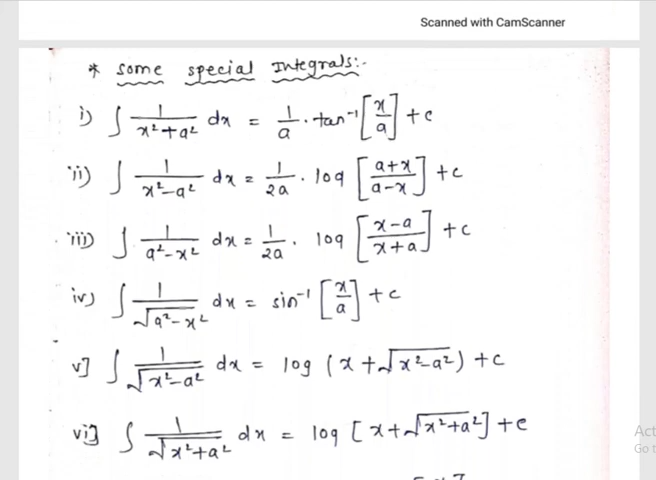 Scanned with CamScanner
* some special Integrals:-
i) ∫ 1/(x²+a²) dx = 1/a · tan⁻¹[x/a] + c
ii) ∫ 1/(x²-a²) dx = 1/2a · log [(a+x)/(a-x)] + c
iii) ∫ 1/(a²-x²) dx = 1/2a · log [(x-a)/(x+a)] + c
iv) ∫ 1/√(a²-x²) dx = sin⁻¹ [x/a] + c
v] ∫ 1/√(x²-a²) dx = log (x+√(x²-a²)) + c
vi] ∫ 1/√(x²+a²) dx = log [x+√(x²+a²)] + c
Act
Go t